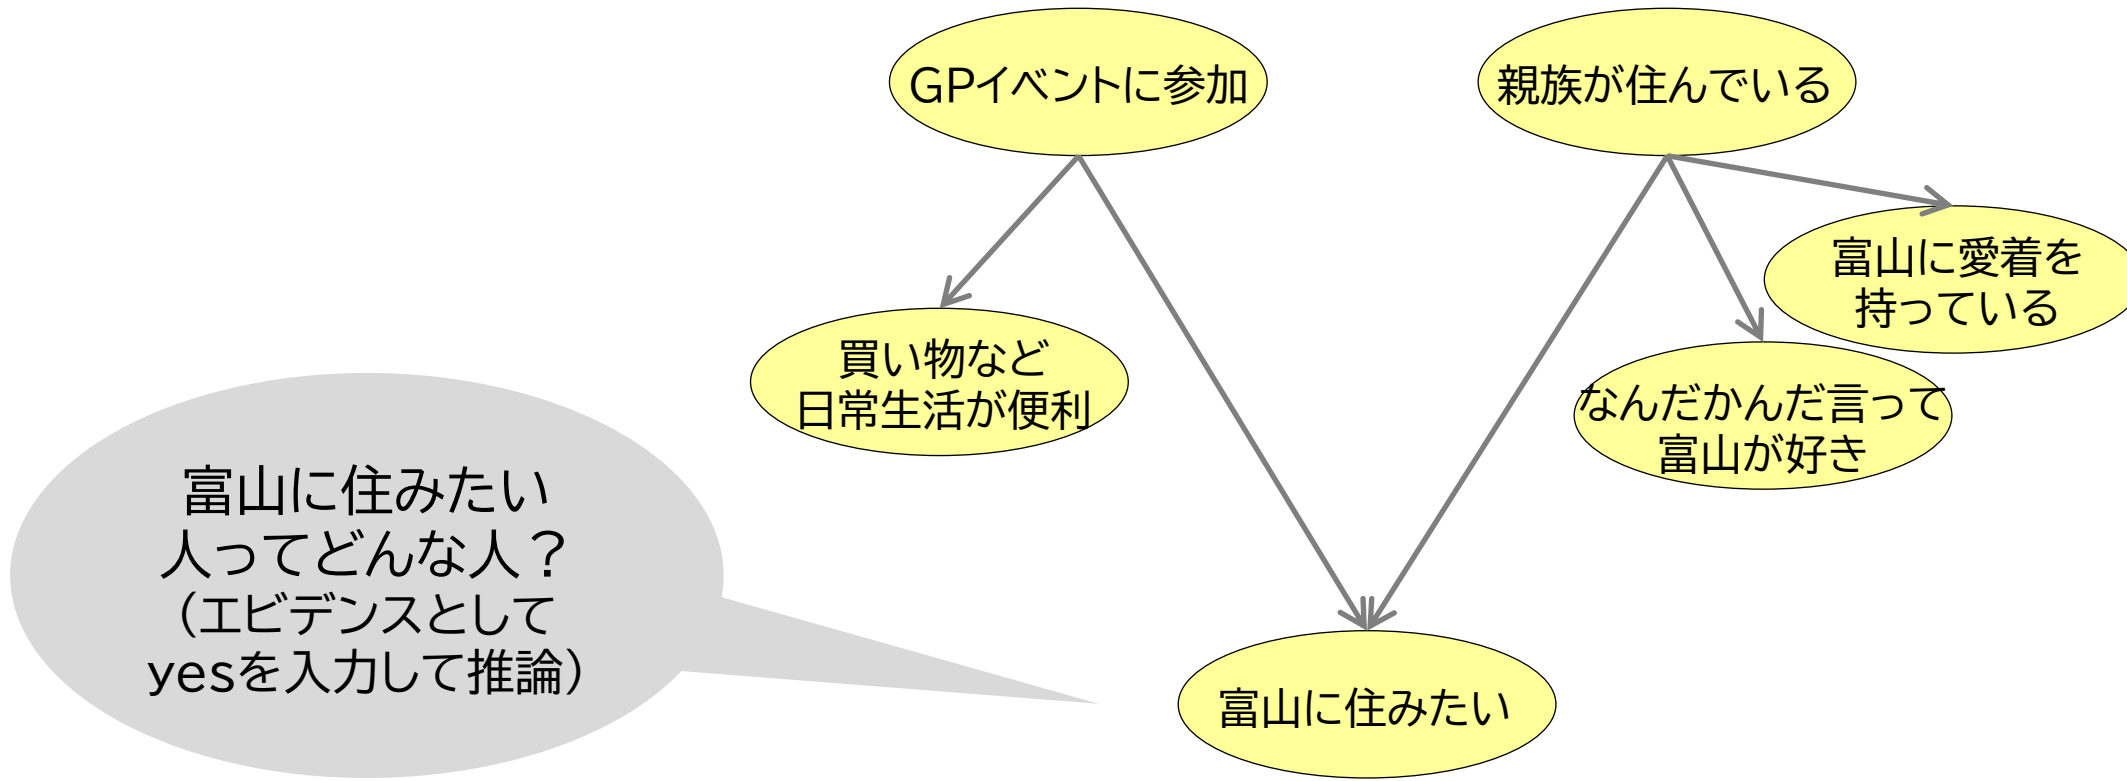 GPイベントに参加
親族が住んでいる
富山に愛着を
持っている
買い物など
日常生活が便利
なんだかんだ言って
富山が好き
富山に住みたい
人ってどんな人？
（エビデンスとして
yesを入力して推論）
富山に住みたい